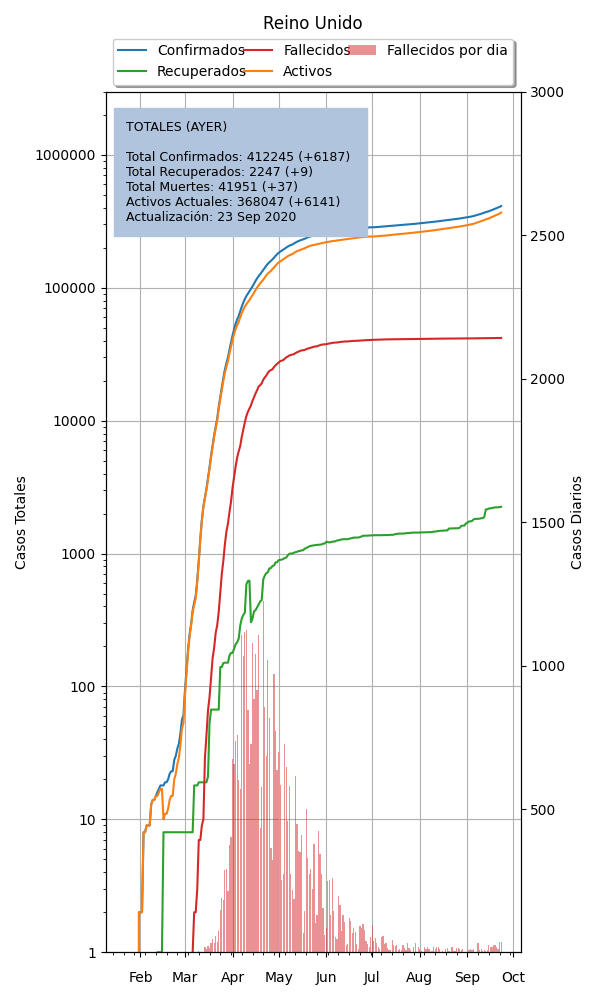 Reino Unido
Confirmados
Recuperados
Fallecidos
Activos
Fallecidos por dia
TOTALES (AYER)
Total Confirmados: 412245 (+6187)
Total Recuperados: 2247 (+9)
Total Muertes: 41951 (+37)
Activos Actuales: 368047 (+6141)
Actualización: 23 Sep 2020
Casos Totales
1000000
100000
10000
1000
100
10
1
Casos Diarios
3000
2500
2000
1500
1000
500
Feb Mar Apr May Jun Jul Aug Sep Oct